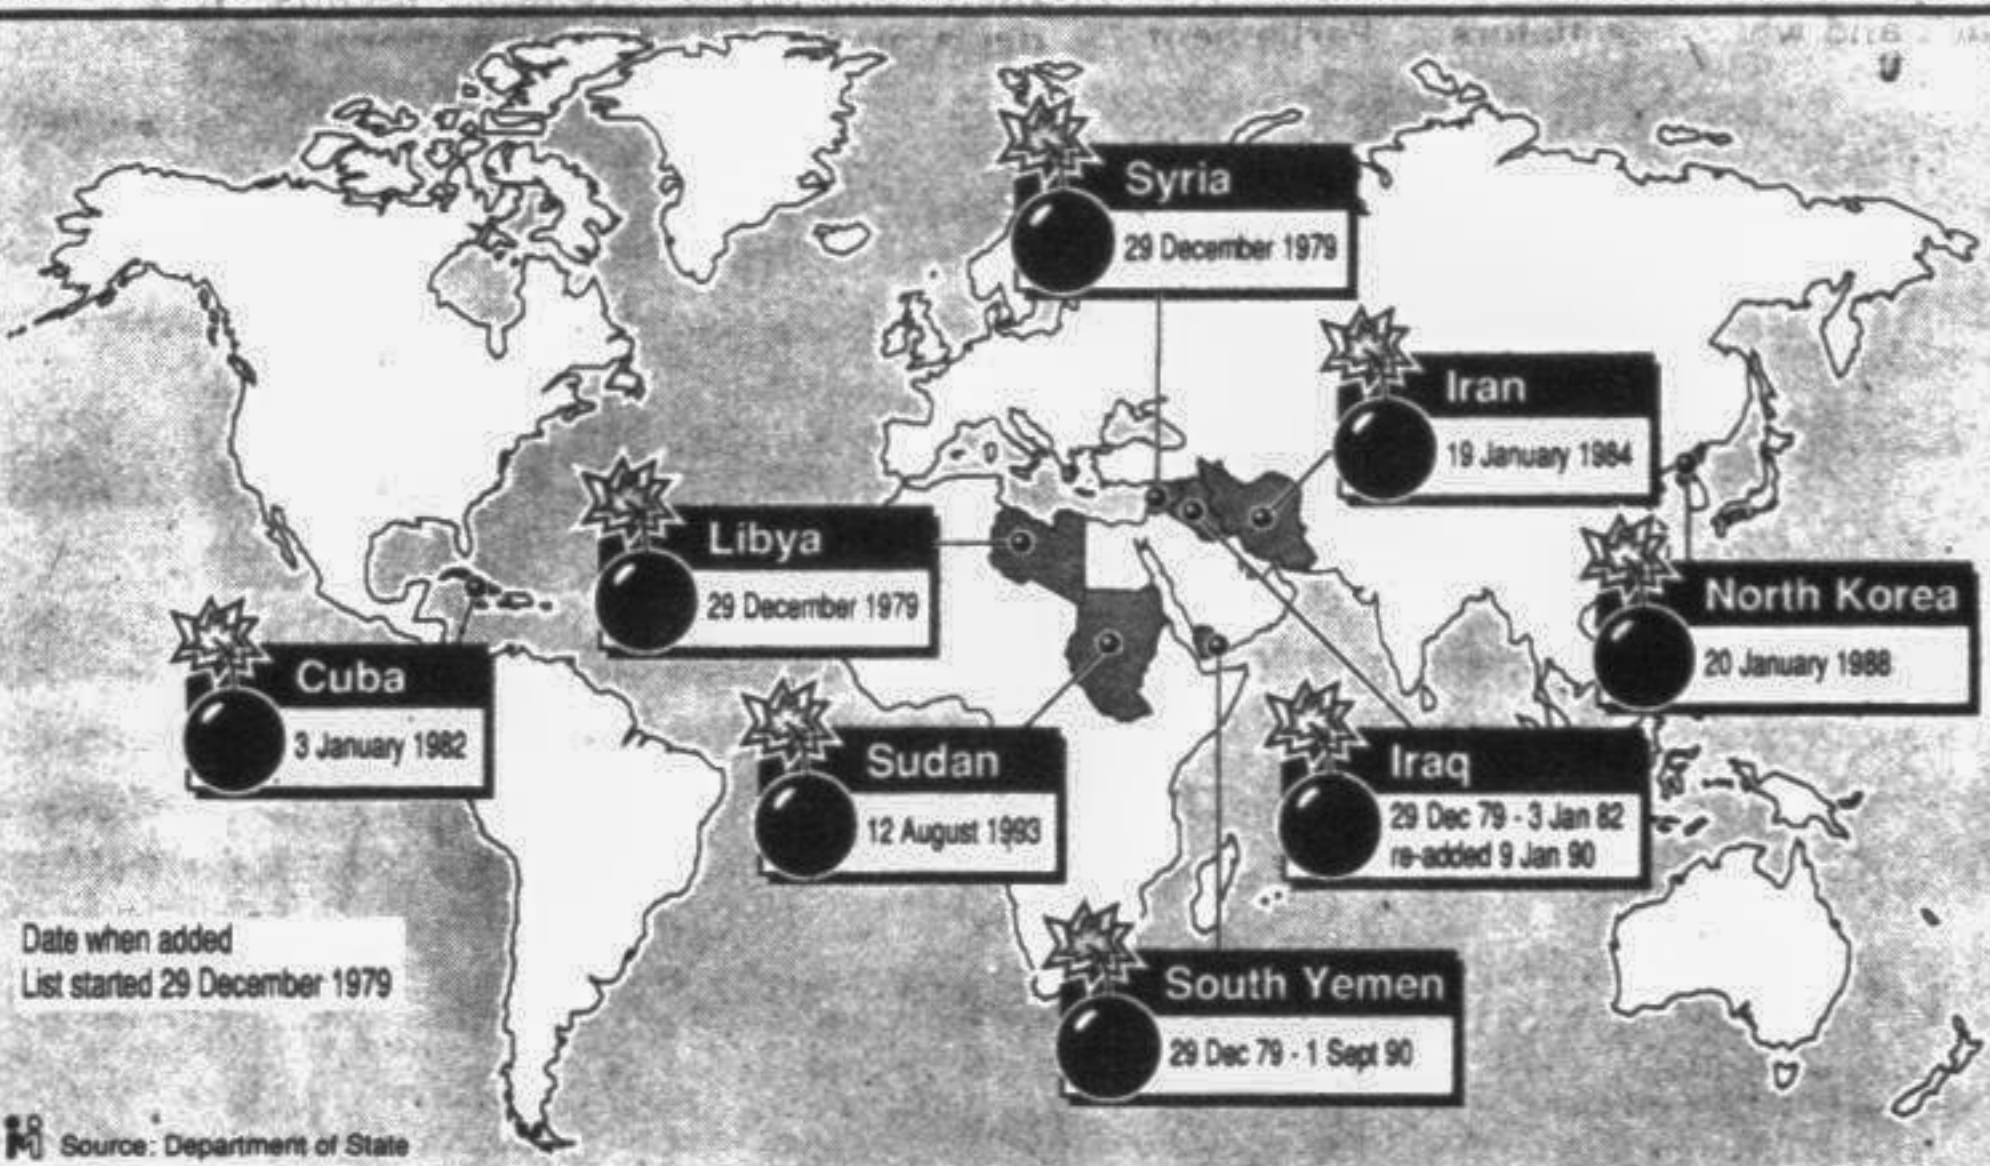 Syria
29 December 1979
Iran
19 January 1984
Libya
29 December 1979
North Korea
20 January 1988
Cuba
3 January 1982
Sudan
12 August 1993
Iraq
29 Dec 79 - 3 Jan 82
re-added 9 Jan 90
South Yemen
29 Dec 79 - 1 Sept 90
Date when added
List started 29 December 1979
Source: Department of State